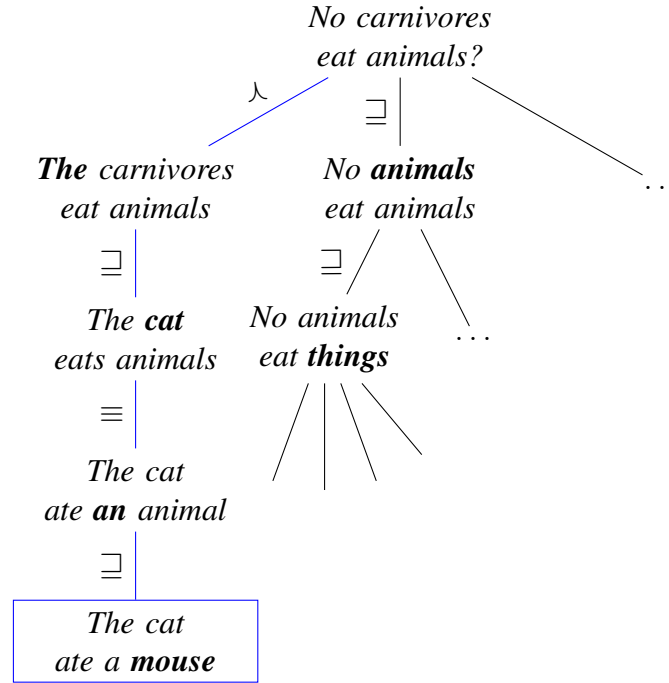 No carnivores
eat animals?
⋏
⊒
The carnivores
eat animals
No animals
eat animals
. .
⊒
⊒
The cat
eats animals
No animals
eat things
. . .
≡
The cat
ate an animal
⊒
The cat
ate a mouse